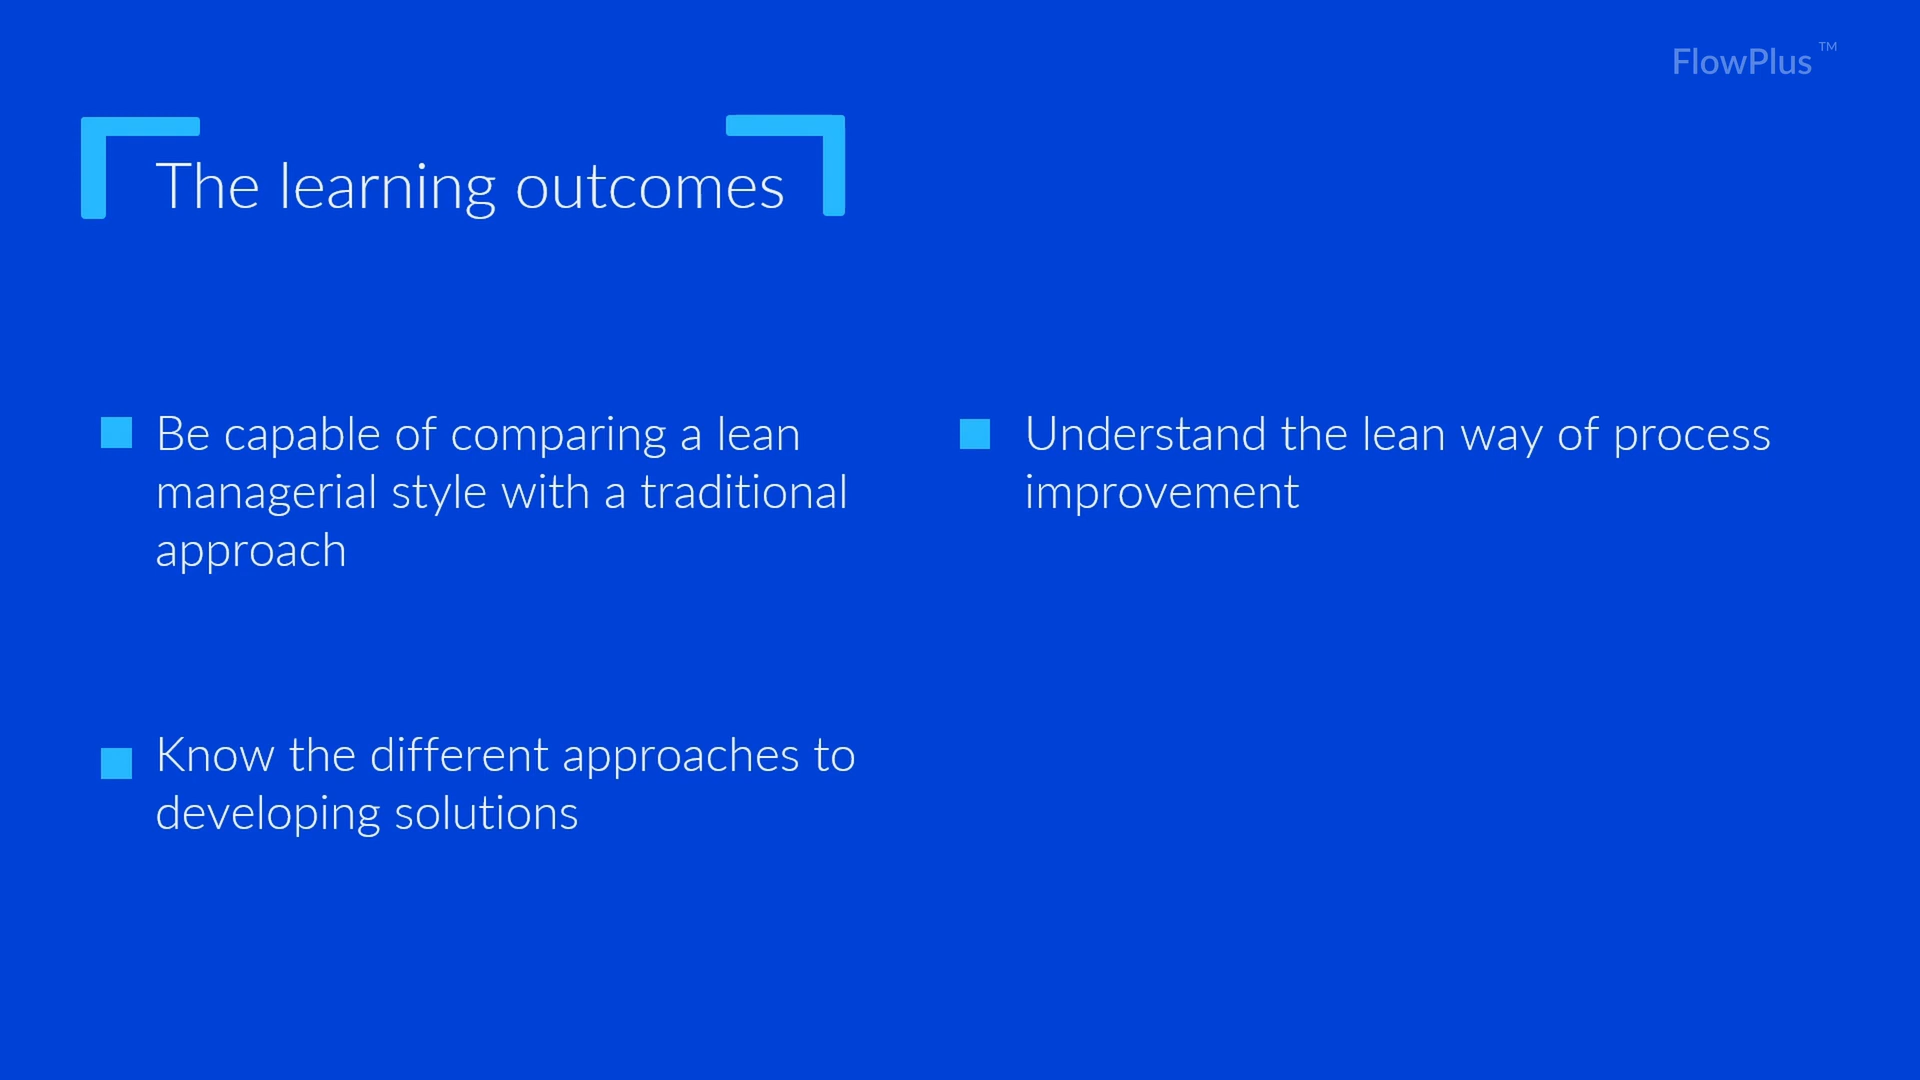 FlowPlus™
The learning outcomes
Be capable of comparing a lean
managerial style with a traditional
approach
Understand the lean way of process
improvement
Know the different approaches to
developing solutions